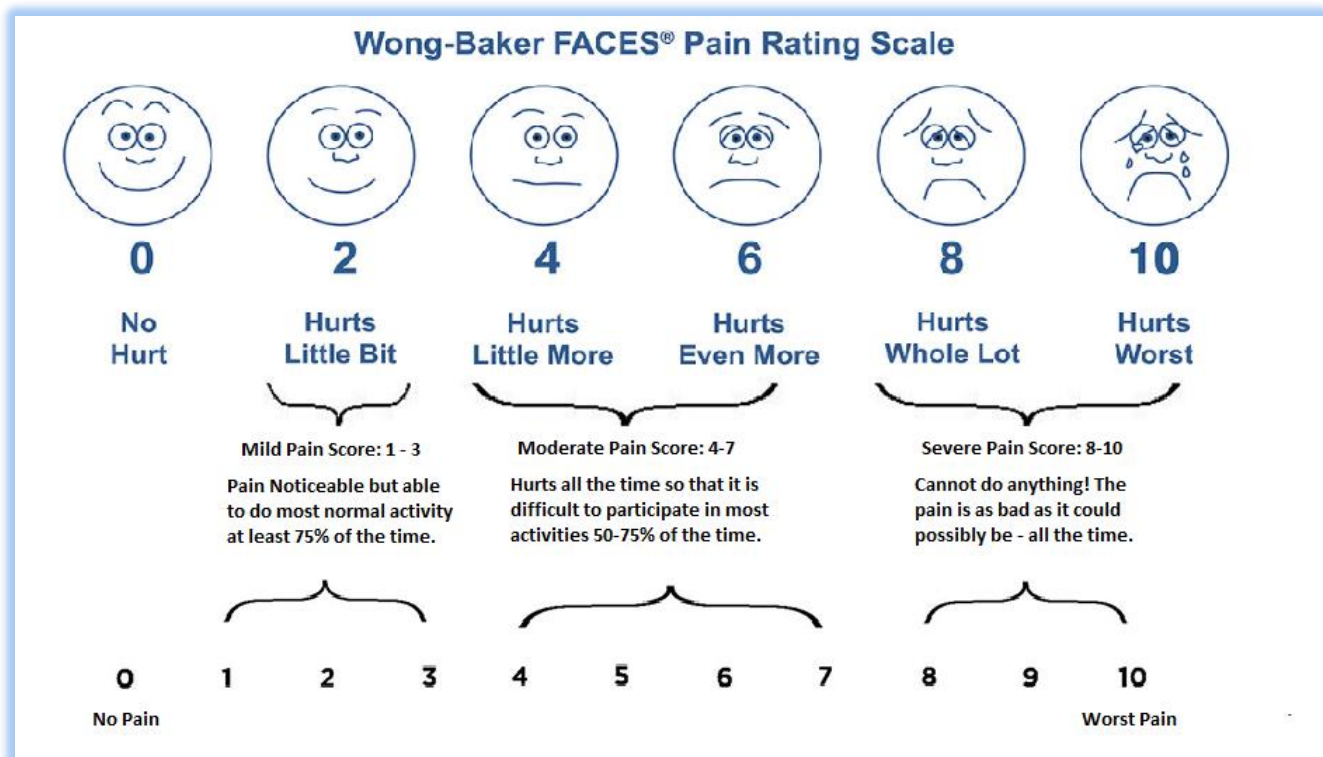 Wong-Baker FACES® Pain Rating Scale
0 2 4 6 8 10
No Hurt
Hurts Little Bit
Hurts Little More
Hurts Even More
Hurts Whole Lot
Hurts Worst
Mild Pain Score: 1 - 3
Pain Noticeable but able
to do most normal activity
at least 75% of the time.
Moderate Pain Score: 4-7
Hurts all the time so that it is
difficult to participate in most
activities 50-75% of the time.
Severe Pain Score: 8-10
Cannot do anything! The
pain is as bad as it could
possibly be - all the time.
0 1 2 3 4 5 6 7 8 9 10
No Pain
Worst Pain